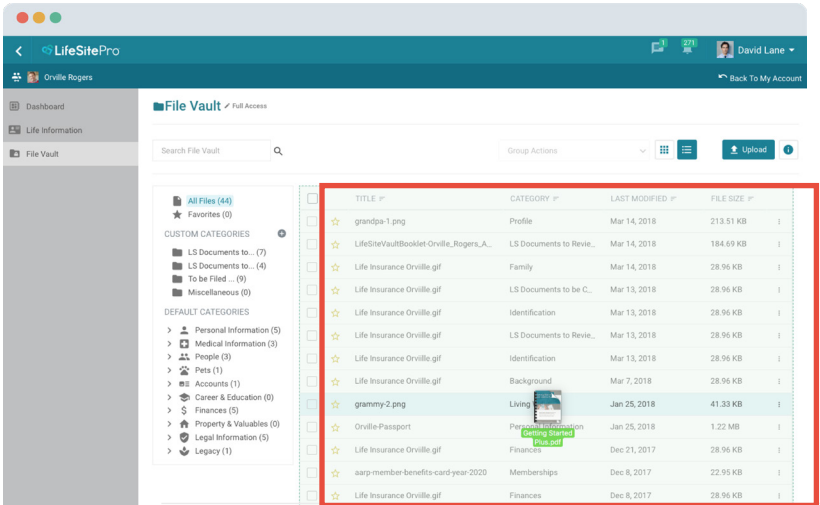 LifeSitePro
1
271
David Lane
Orville Rogers
Back To My Account
Dashboard
Life Information
File Vault
File Vault Full Access
Search File Vault
Group Actions
Upload
All Files (44)
Favorites (0)
CUSTOM CATEGORIES
LS Documents to... (7)
LS Documents to... (4)
To be Filed ... (9)
Miscellaneous (0)
DEFAULT CATEGORIES
Personal Information (5)
Medical Information (3)
People (3)
Pets (1)
Accounts (1)
Career & Education (0)
Finances (5)
Property & Valuables (0)
Legal Information (5)
Legacy (1)
TITLE CATEGORY LAST MODIFIED FILE SIZE
grandpa-1.png Profile Mar 14, 2018 213.51 KB
LifeSiteVaultBooklet-Orville_Rogers_A... LS Documents to Revie... Mar 14, 2018 184.69 KB
Life Insurance Orviille.gif Family Mar 14, 2018 28.96 KB
Life Insurance Orviille.gif LS Documents to be C... Mar 13, 2018 28.96 KB
Life Insurance Orviille.gif Identification Mar 13, 2018 28.96 KB
Life Insurance Orviille.gif LS Documents to Revie... Mar 13, 2018 28.96 KB
Life Insurance Orviille.gif Identification Mar 13, 2018 28.96 KB
Life Insurance Orviille.gif Background Mar 7, 2018 28.96 KB
grammy-2.png Living Jan 25, 2018 41.33 KB
Orville-Passport Personal Information Jan 25, 2018 1.22 MB
Getting Started
Plus.pdf
Life Insurance Orviille.gif Finances Dec 21, 2017 28.96 KB
aarp-member-benefits-card-year-2020 Memberships Dec 8, 2017 22.95 KB
Life Insurance Orviille.gif Finances Dec 8, 2017 28.96 KB